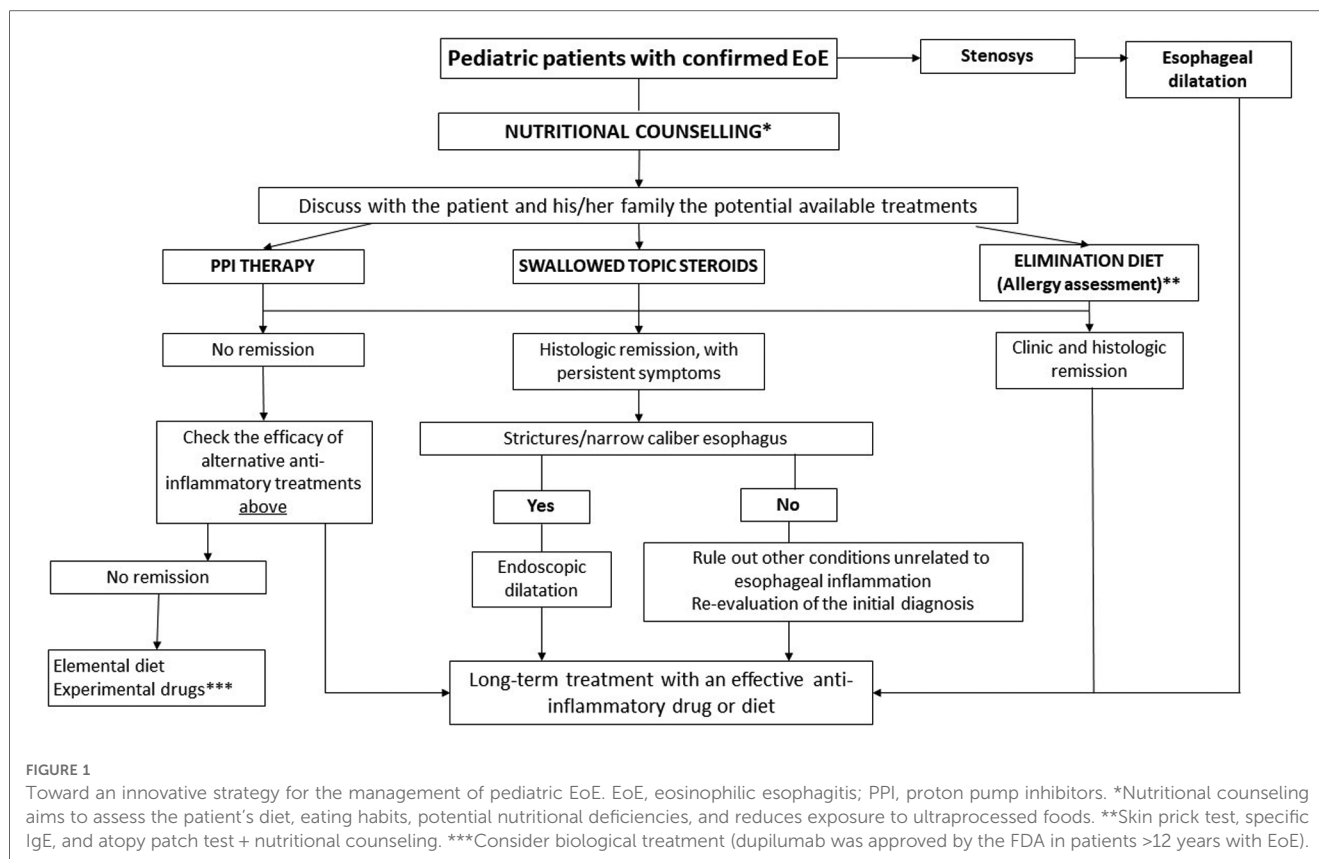 Pediatric patients with confirmed EoE
Stenosys
Esophageal
dilatation
NUTRITIONAL COUNSELLING*
Discuss with the patient and his/her family the potential available treatments
PPI THERAPY
SWALLOWED TOPIC STEROIDS
ELIMINATION DIET
(Allergy assessment)**
No remission
Histologic remission, with
persistent symptoms
Clinic and histologic
remission
Check the efficacy of
alternative anti-
inflammatory treatments
above
Strictures/narrow caliber esophagus
Yes
No
No remission
Endoscopic
dilatation
Rule out other conditions unrelated to
esophageal inflammation
Re-evaluation of the initial diagnosis
Elemental diet
Experimental drugs***
Long-term treatment with an effective anti-
inflammatory drug or diet
FIGURE 1
Toward an innovative strategy for the management of pediatric EoE. EoE, eosinophilic esophagitis; PPI, proton pump inhibitors. *Nutritional counseling
aims to assess the patient's diet, eating habits, potential nutritional deficiencies, and reduces exposure to ultraprocessed foods. **Skin prick test, specific
IgE, and atopy patch test + nutritional counseling. ***Consider biological treatment (dupilumab was approved by the FDA in patients >12 years with EoE).